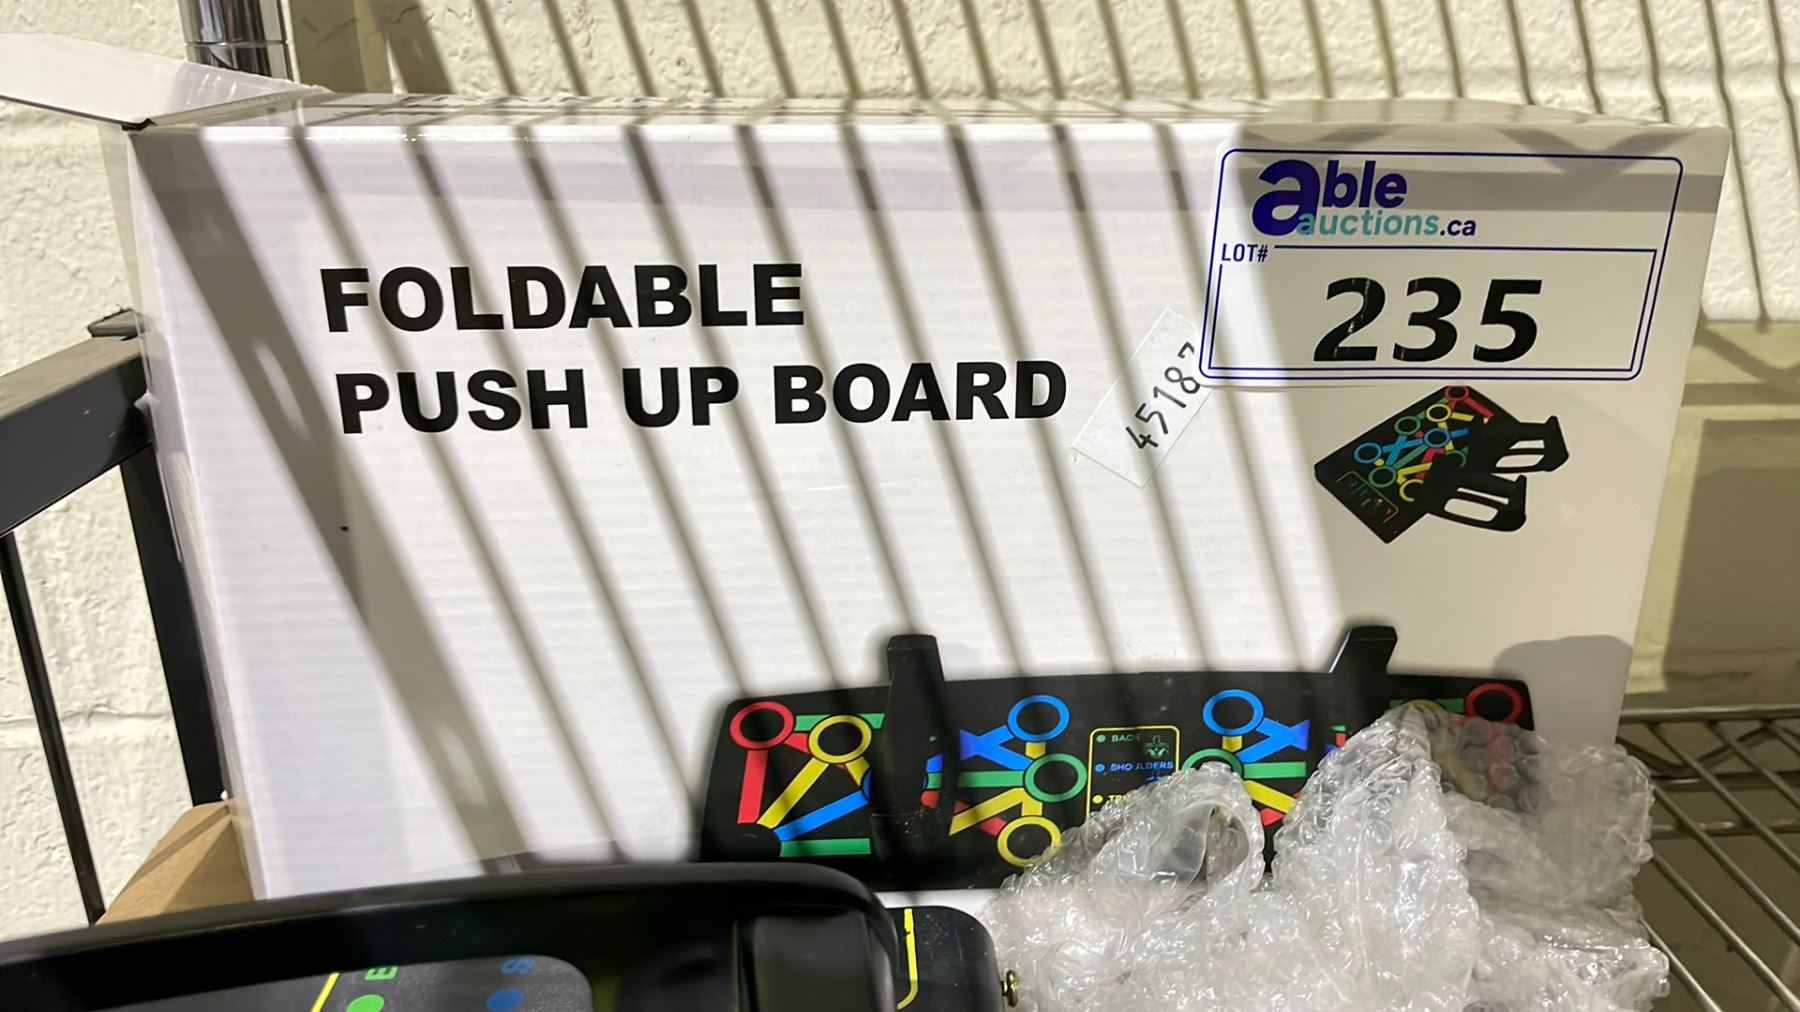 able
auctions.ca
LOT#
235
FOLDABLE
PUSH UP BOARD
45187
BACK
SHOULDERS
B
S